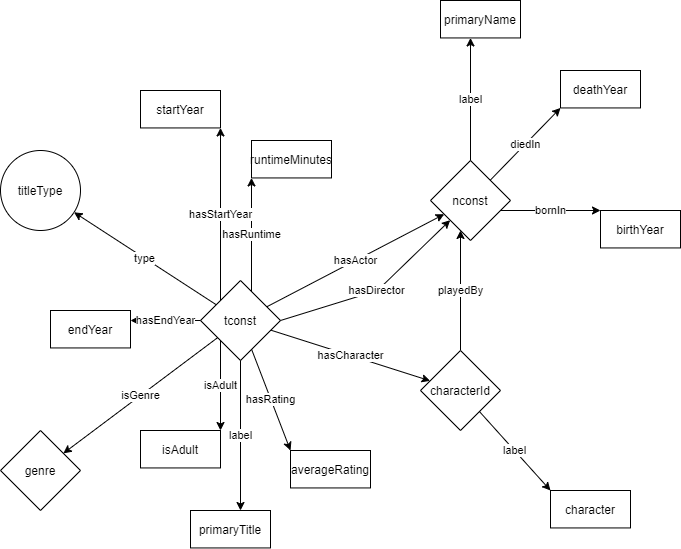 primaryName
deathYear
startYear
label
diedIn
runtimeMinutes
titleType
nconst
hasStartYear
bornIn
hasRuntime
birthYear
type
hasActor
hasDirector
playedBy
hasEndYear
tconst
endYear
hasCharacter
isAdult
characterId
isGenre
hasRating
label
label
genre
isAdult
averageRating
character
primaryTitle